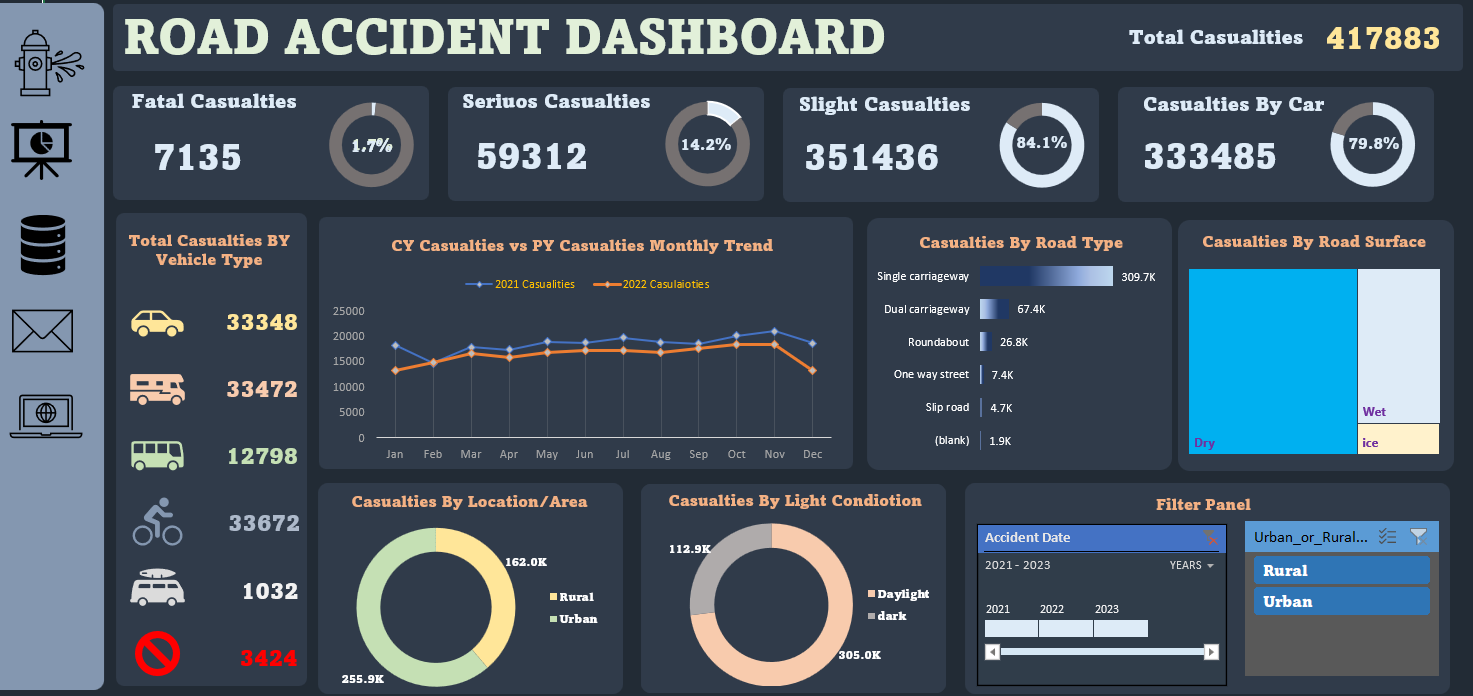 ROAD ACCIDENT DASHBOARD
Total Casualities 417883
Fatal Casualties
7135
1.7%
Seriuos Casualties
59312
14.2%
Slight Casualties
351436
84.1%
Casualties By Car
333485
79.8%
Total Casualties BY
Vehicle Type
33348
33472
12798
33672
1032
3424
CY Casualties vs PY Casualties Monthly Trend
2021 Casualities 2022 Casulaioties
25000
20000
15000
10000
5000
0
Jan Feb Mar Apr May Jun Jul Aug Sep Oct Nov Dec
Casualties By Road Type
Single carriageway 309.7K
Dual carriageway 67.4K
Roundabout 26.8K
One way street 7.4K
Slip road 4.7K
(blank) 1.9K
Casualties By Road Surface
Dry
Wet
ice
Casualties By Location/Area
162.0K
Rural
Urban
255.9K
Casualties By Light Condiotion
112.9K
Daylight
dark
305.0K
Filter Panel
Accident Date
2021 - 2023 YEARS
2021 2022 2023
Urban_or_Rural...
Rural
Urban